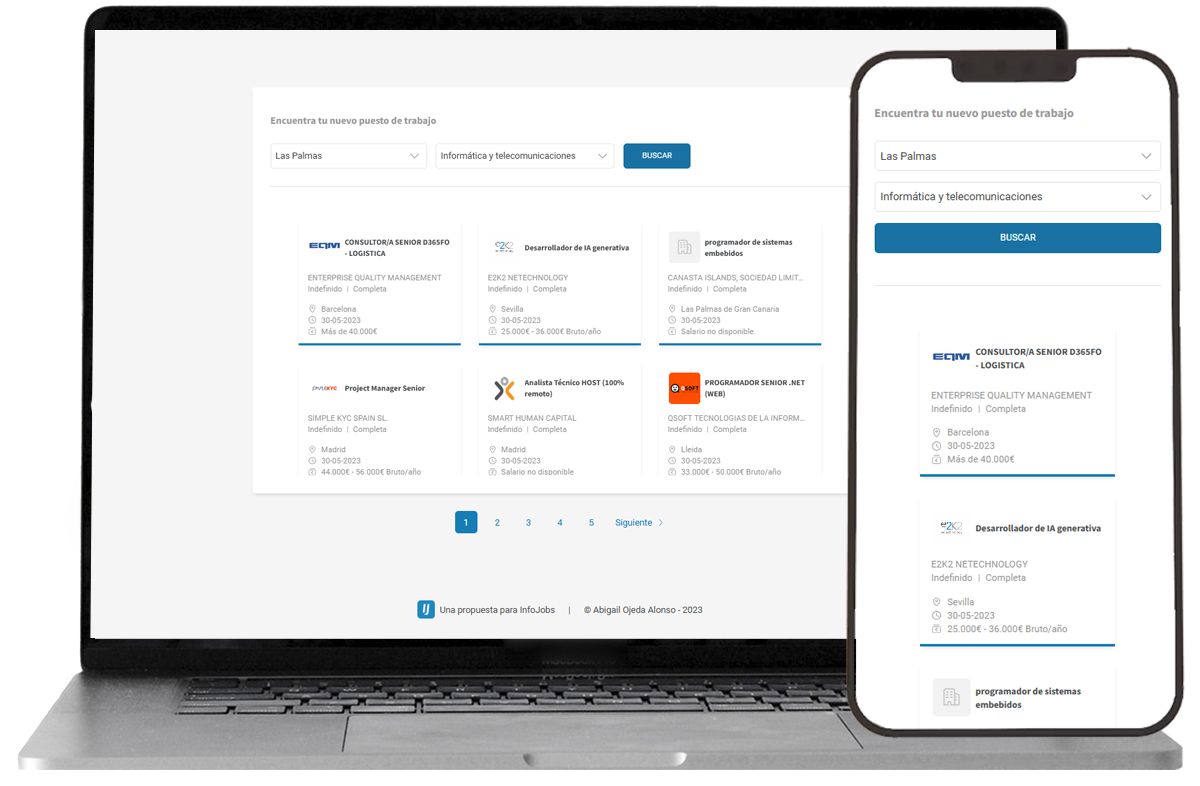 Encuentra tu nuevo puesto de trabajo
Las Palmas
Informática y telecomunicaciones
BUSCAR
EQM
CONSULTOR/A SENIOR D365FO
- LOGISTICA
ENTERPRISE QUALITY MANAGEMENT
Indefinido | Completa
Barcelona
30-05-2023
Más de 40.000€
e2K2
Desarrollador de IA generativa
E2K2 NETECHNOLOGY
Indefinido | Completa
Sevilla
30-05-2023
25.000€ - 36.000€ Bruto/año
programador de sistemas
embebidos
CANASTA ISLANDS, SOCIEDAD LIMIT...
Indefinido | Completa
Las Palmas de Gran Canaria
30-05-2023
Salario no disponible
SIMPLEKYC
Project Manager Senior
SIMPLE KYC SPAIN SL.
Indefinido | Completa
Madrid
30-05-2023
44.000€ - 56.000€ Bruto/año
Analista Técnico HOST (100%
remoto)
SMART HUMAN CAPITAL
Indefinido | Completa
Madrid
30-05-2023
Salario no disponible
QSOFT
PROGRAMADOR SENIOR .NET
(WEB)
QSOFT TECNOLOGIAS DE LA INFORM...
Indefinido | Completa
Lleida
30-05-2023
33.000€ - 50.000€ Bruto/año
1 2 3 4 5 Siguiente
IJ Una propuesta para InfoJobs | © Abigail Ojeda Alonso - 2023
Encuentra tu nuevo puesto de trabajo
Las Palmas
Informática y telecomunicaciones
BUSCAR
EQM
CONSULTOR/A SENIOR D365FO
- LOGISTICA
ENTERPRISE QUALITY MANAGEMENT
Indefinido | Completa
Barcelona
30-05-2023
Más de 40.000€
e2K2
Desarrollador de IA generativa
E2K2 NETECHNOLOGY
Indefinido | Completa
Sevilla
30-05-2023
25.000€ - 36.000€ Bruto/año
programador de sistemas
embebidos